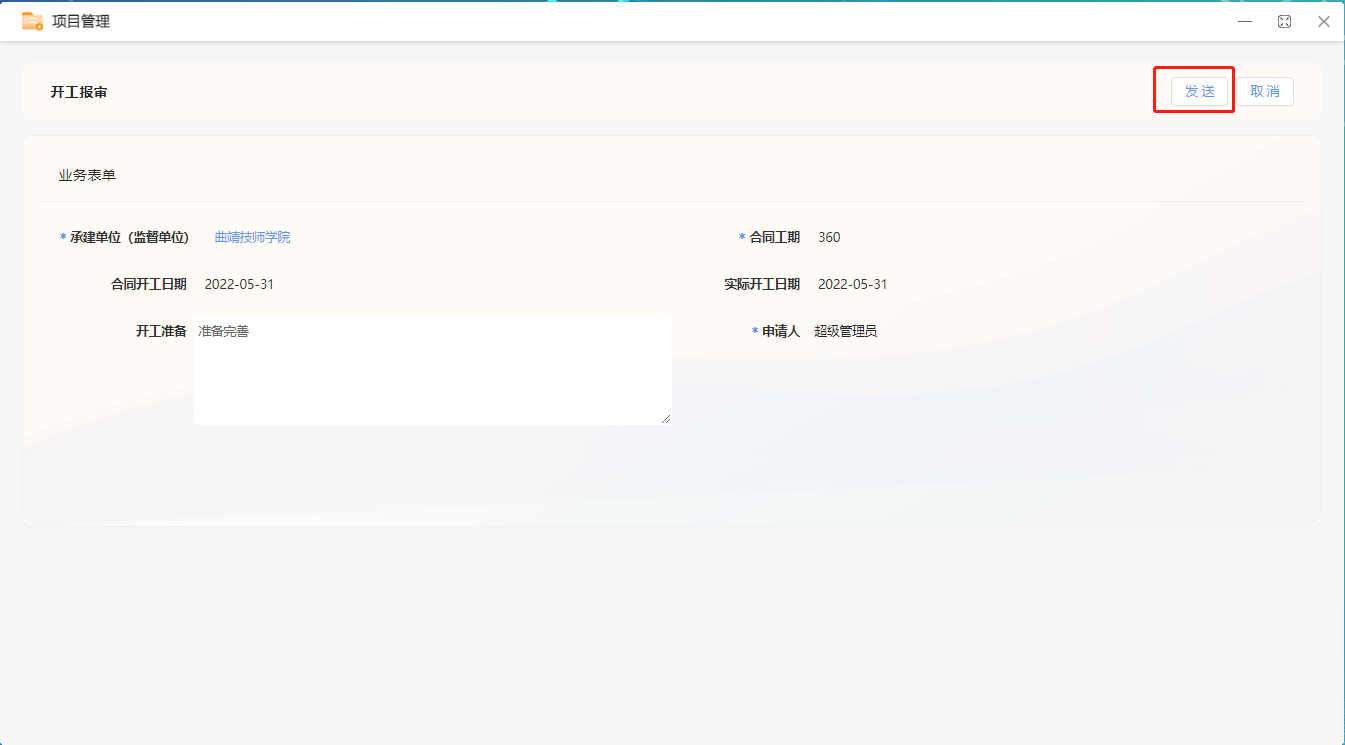 项目管理
开工报审
发 送
取 消
业务表单
* 承建单位（监督单位） 曲靖技师学院
* 合同工期 360
合同开工日期 2022-05-31
实际开工日期 2022-05-31
开工准备 准备完善
* 申请人 超级管理员